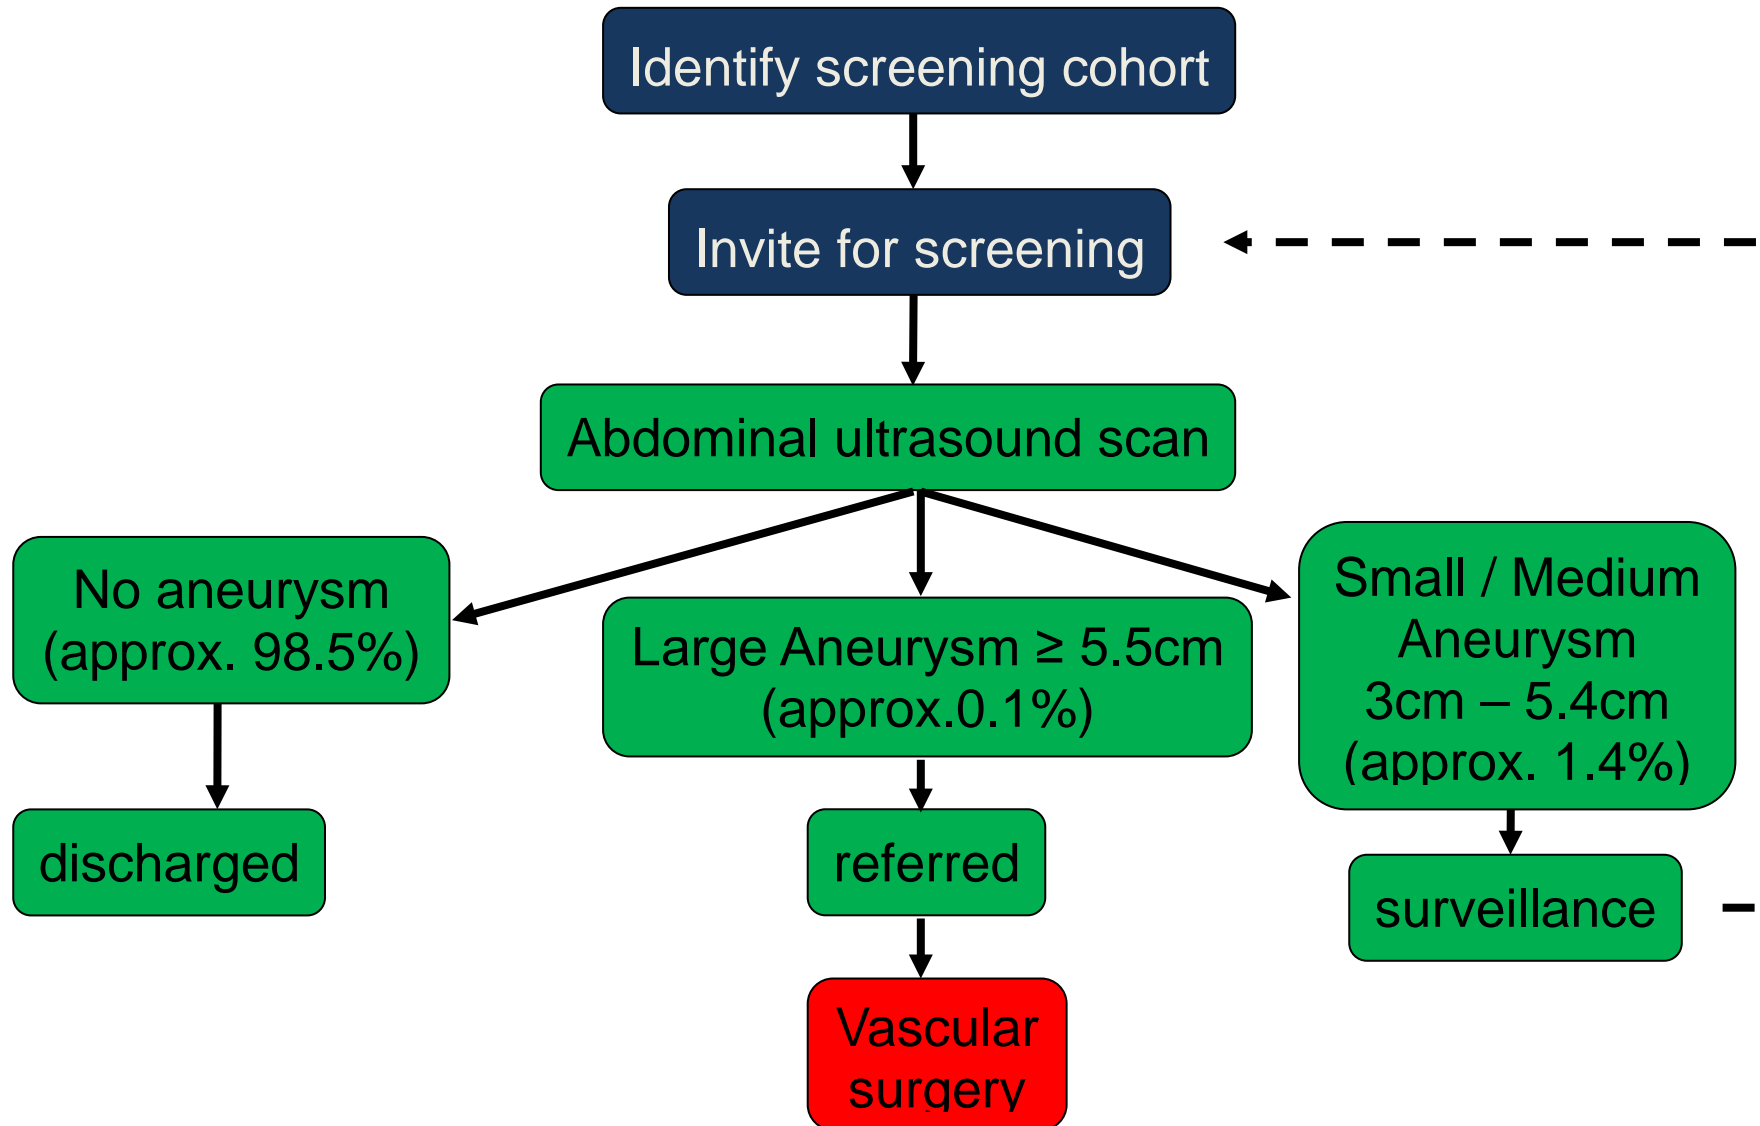 Identify screening cohort
Invite for screening
Abdominal ultrasound scan
No aneurysm
(approx. 98.5%)
Large Aneurysm ≥ 5.5cm
(approx.0.1%)
Small / Medium
Aneurysm
3cm – 5.4cm
(approx. 1.4%)
discharged
referred
surveillance
Vascular
surgery